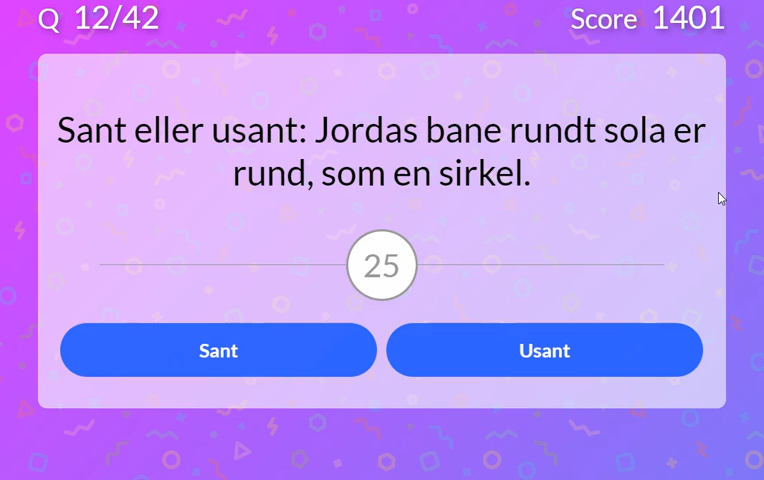 Q 12/42
Score 1401
Sant eller usant: Jordas bane rundt sola er
rund, som en sirkel.
25
Sant
Usant